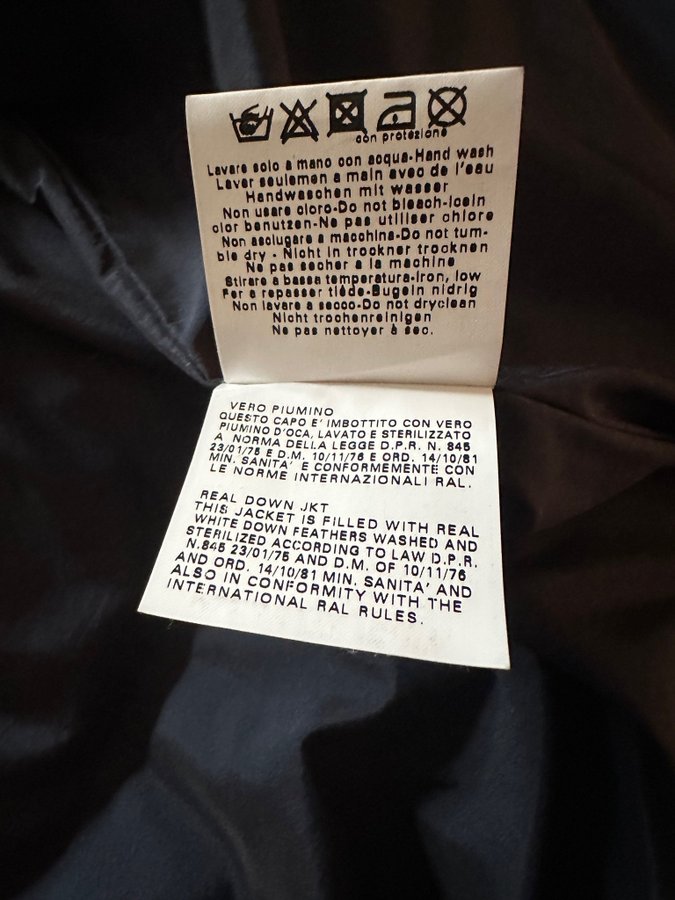 con protezione
Lavare solo a mano con acqua-Hand wash
Laver seulemen a main avec de l'eau
Handwaschen mit wasser
Non usare cloro-Do not bleach-icein
clor benutzen-Ne pas utiliser chlore
Non asciugare a macchina-Do not tum-
ble dry - Nicht in trockner trocknen
Ne pas secher a la machine
Stirare a bassa temperatura-iron, low
Fer a repasser tiède-Bugeln nidrig
Non lavare a secco-Do not dryclean
Nicht trochenreinigen
Ne pas nettoyer à sec.
VERO PIUMINO
QUESTO CAPO E' IMBOTTITO CON VERO
PIUMINO D'OCA, LAVATO E STERILIZZATO
A NORMA DELLA LEGGE D.P.R. N. 845
23/01/75 E D.M. 10/11/76 E ORD. 14/10/81
MIN. SANITA' E CONFORMEMENTE CON
LE NORME INTERNAZIONALI RAL.
REAL DOWN JKT
THIS JACKET IS FILLED WITH REAL
WHITE DOWN FEATHERS WASHED AND
STERILIZED ACCORDING TO LAW D.P.R.
N.845 23/01/75 AND D.M. OF 10/11/76
AND ORD. 14/10/81 MIN. SANITA' AND
ALSO IN CONFORMITY WITH THE
INTERNATIONAL RAL RULES.